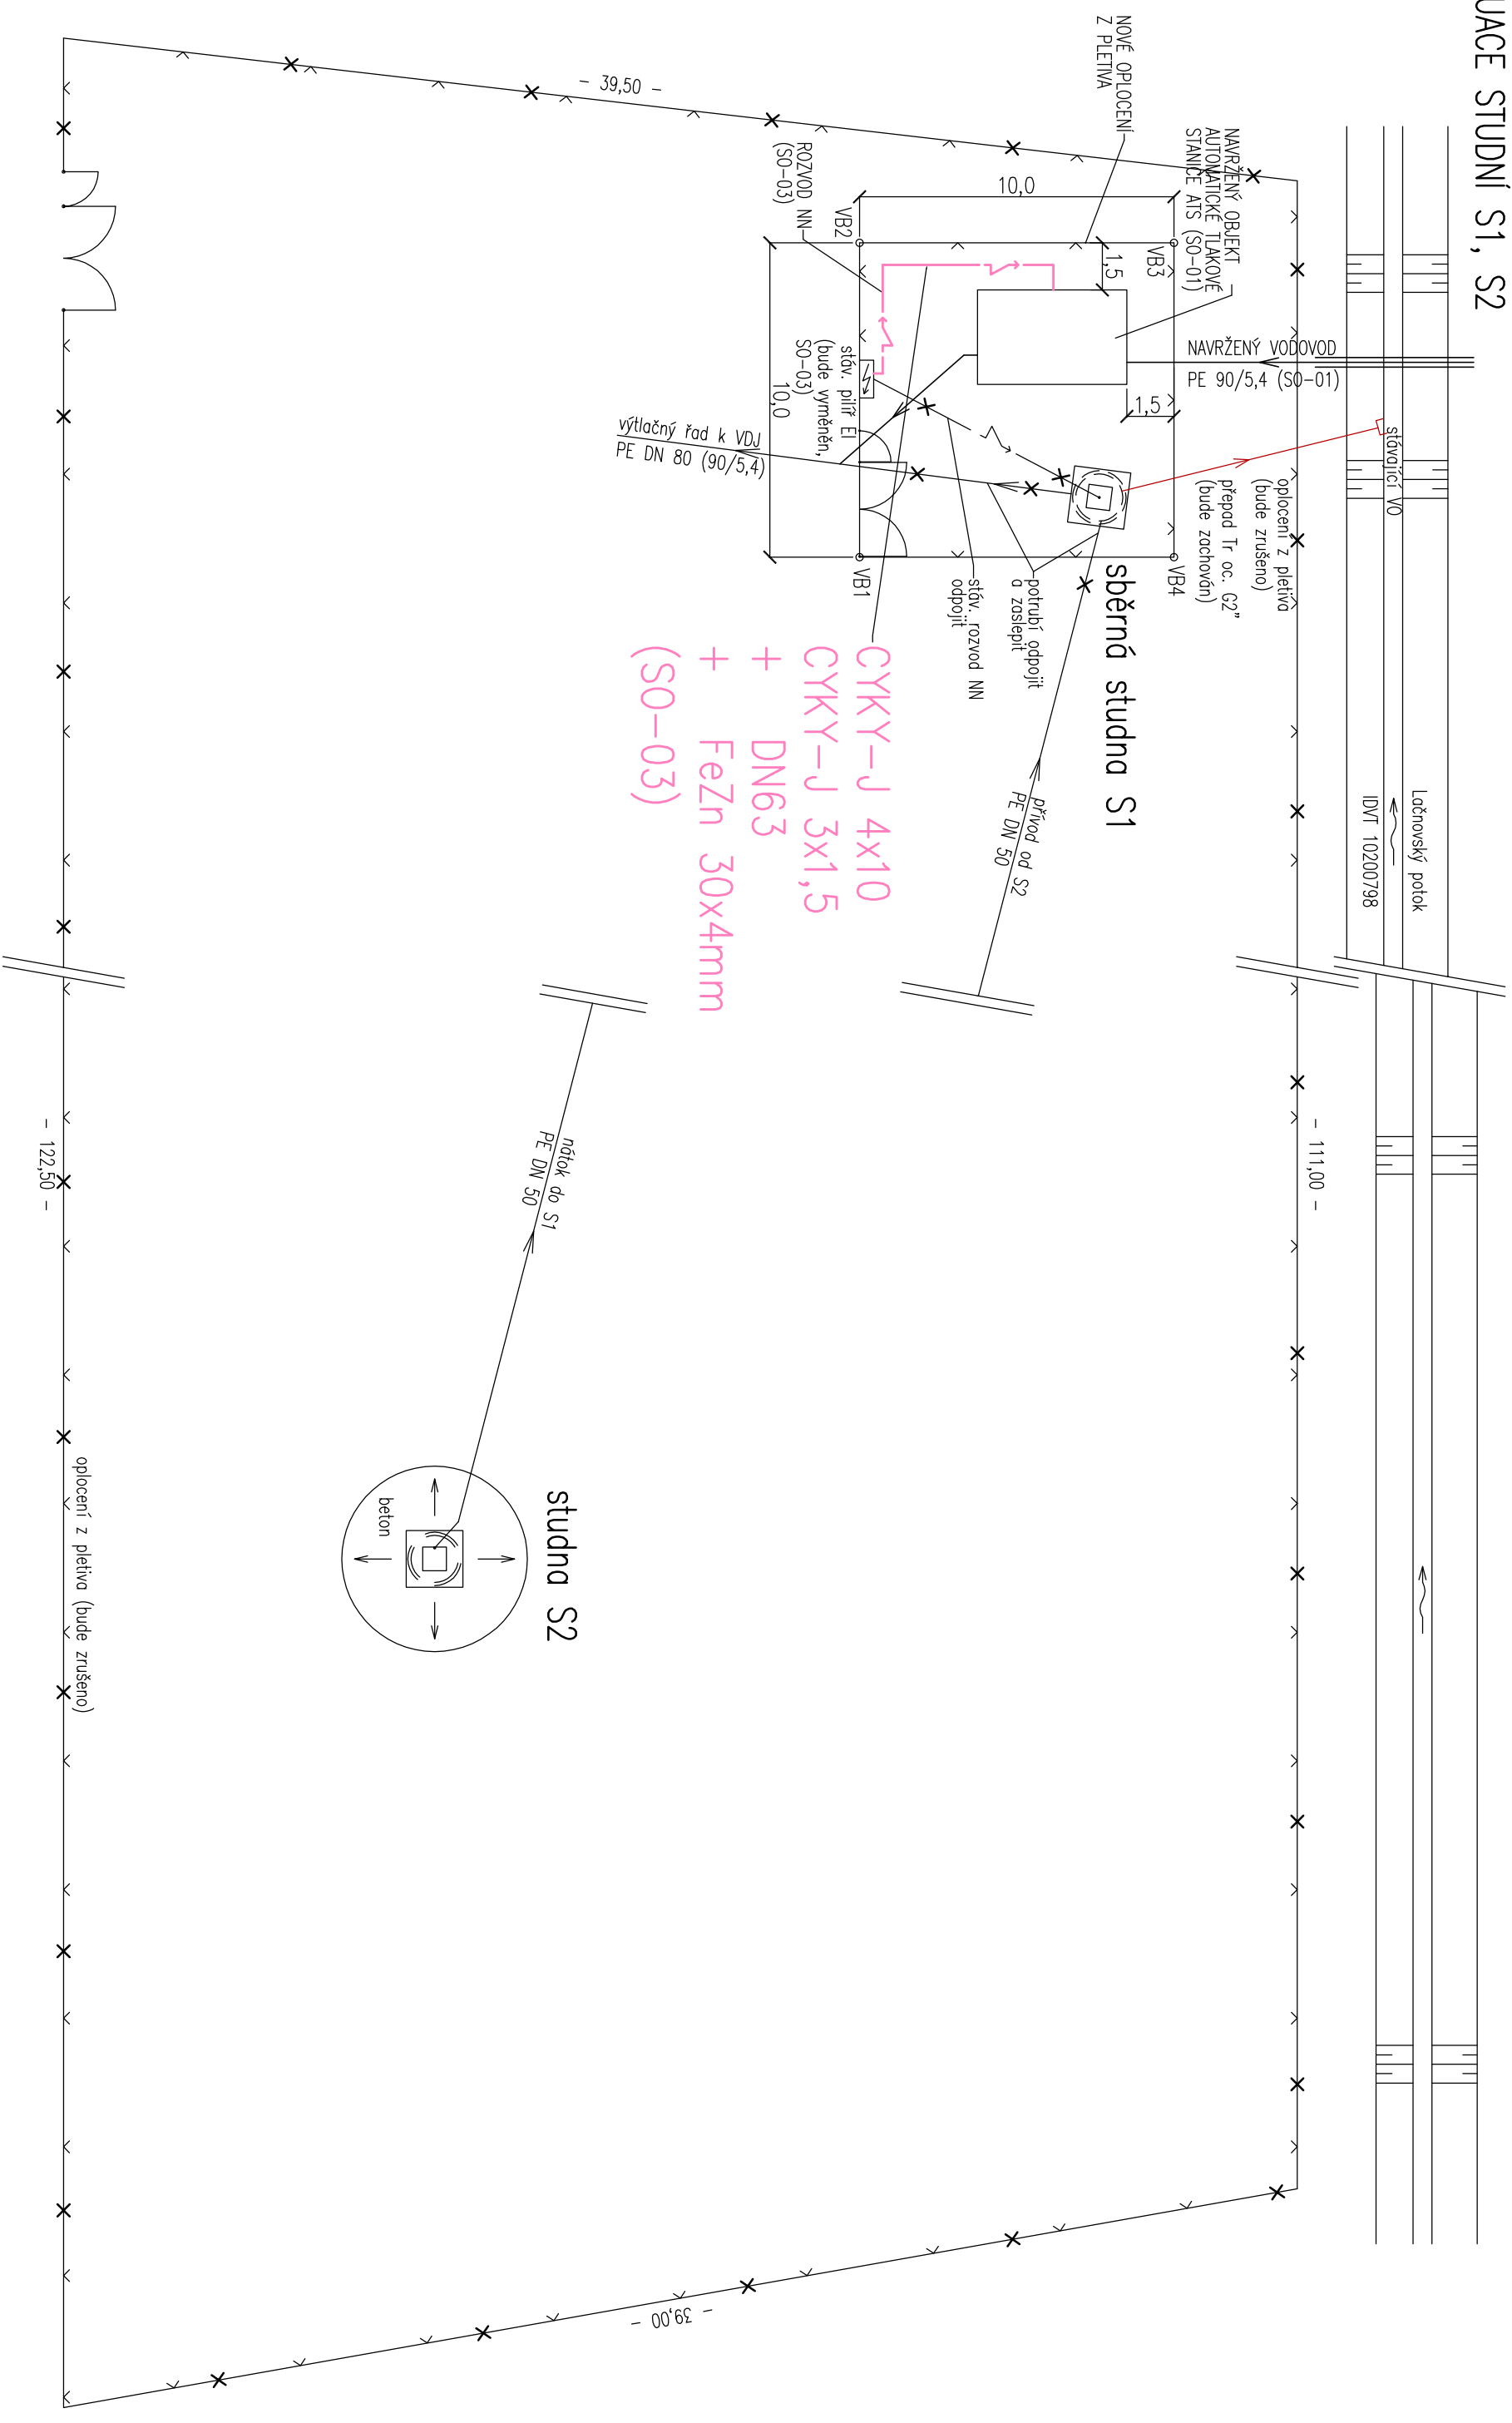 UACE STUDNÍ S1, S2
NOVÉ OPLOCENÍ
Z PLETIVA
NAVRŽENÝ OBJEKT
AUTOMATICKÉ TLAKOVÉ
STANICE ATS (SO-01)
ROZVOD NN
(SO-03)
- 39,50 -
10,0
VB2
VB3
1,5
NAVRŽENÝ VODOVOD
PE 90/5,4 (SO-01)
1,5
stáv. pilíř El
(bude vyměněn,
SO-03)
10,0
výtlačný řad k VDJ
PE DN 80 (90/5,4)
stávající VO
oplocení z pletiva
(bude zrušeno)
přepad Tr oc. G2"
(bude zachován)
VB1
VB4
sběrná studna S1
potrubí odpojit
a zaslepit
stáv. rozvod NN
odpojit
CYKY-J 4x10
CYKY-J 3x1,5
+ DN63
+ FeZn 30x4mm
(SO-03)
přívod od S2
PE DN 50
Lačnovský potok
IDVT 10200798
- 111,00 -
- 122,50 -
nátok do S1
PE DN 50
studna S2
beton
oplocení z pletiva (bude zrušeno)
- 39,00 -